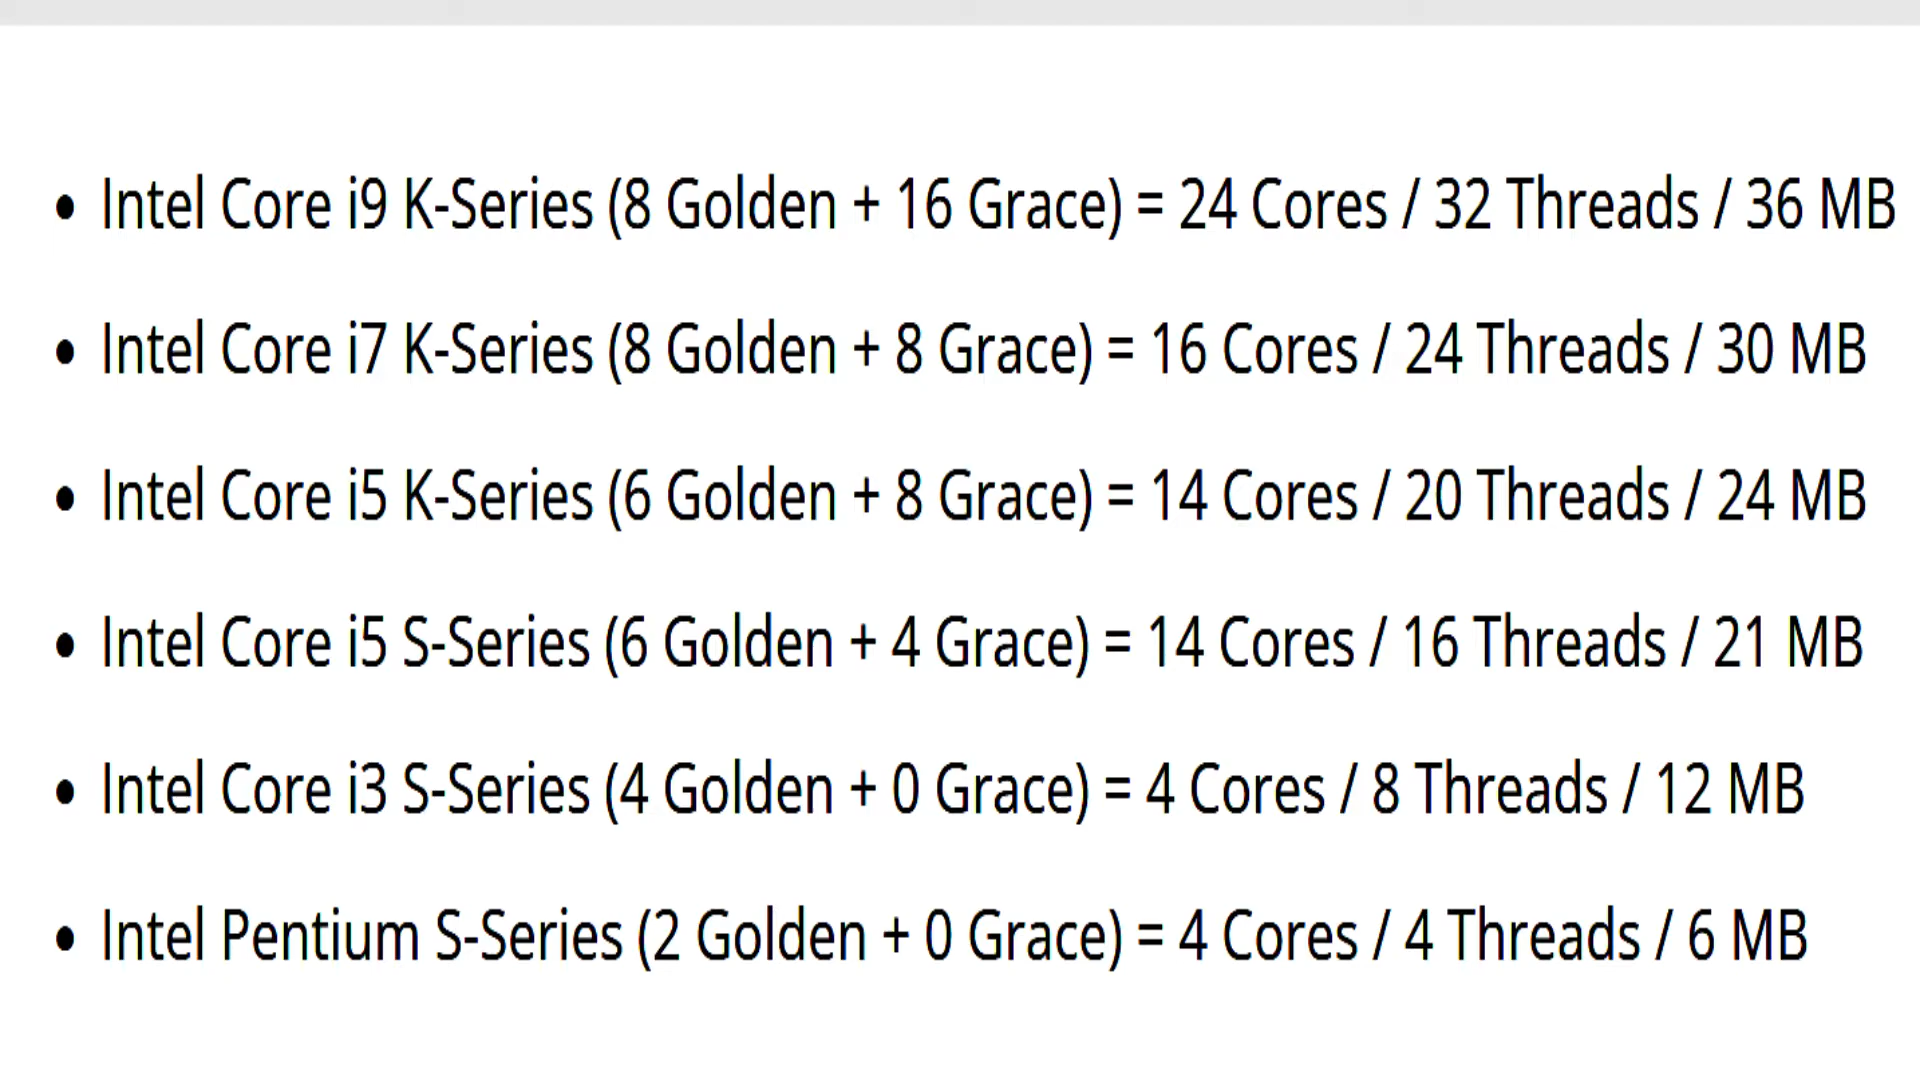 • Intel Core i9 K-Series (8 Golden + 16 Grace) = 24 Cores / 32 Threads / 36 MB
• Intel Core i7 K-Series (8 Golden + 8 Grace) = 16 Cores / 24 Threads / 30 MB
• Intel Core i5 K-Series (6 Golden + 8 Grace) = 14 Cores / 20 Threads / 24 MB
• Intel Core i5 S-Series (6 Golden + 4 Grace) = 14 Cores / 16 Threads / 21 MB
• Intel Core i3 S-Series (4 Golden + 0 Grace) = 4 Cores / 8 Threads / 12 MB
• Intel Pentium S-Series (2 Golden + 0 Grace) = 4 Cores / 4 Threads / 6 MB